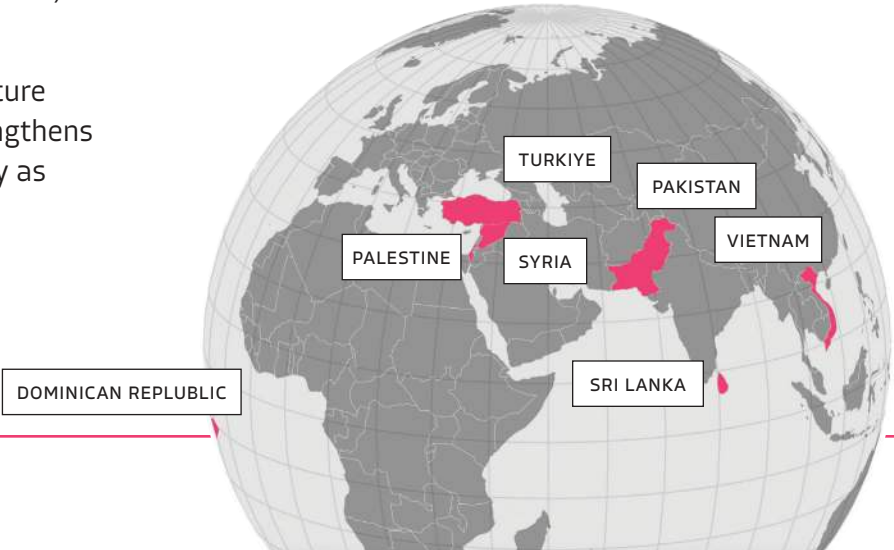 ture
ngthens
y as
TURKIYE
PAKISTAN
VIETNAM
PALESTINE
SYRIA
SRI LANKA
DOMINICAN REPLUBLIC